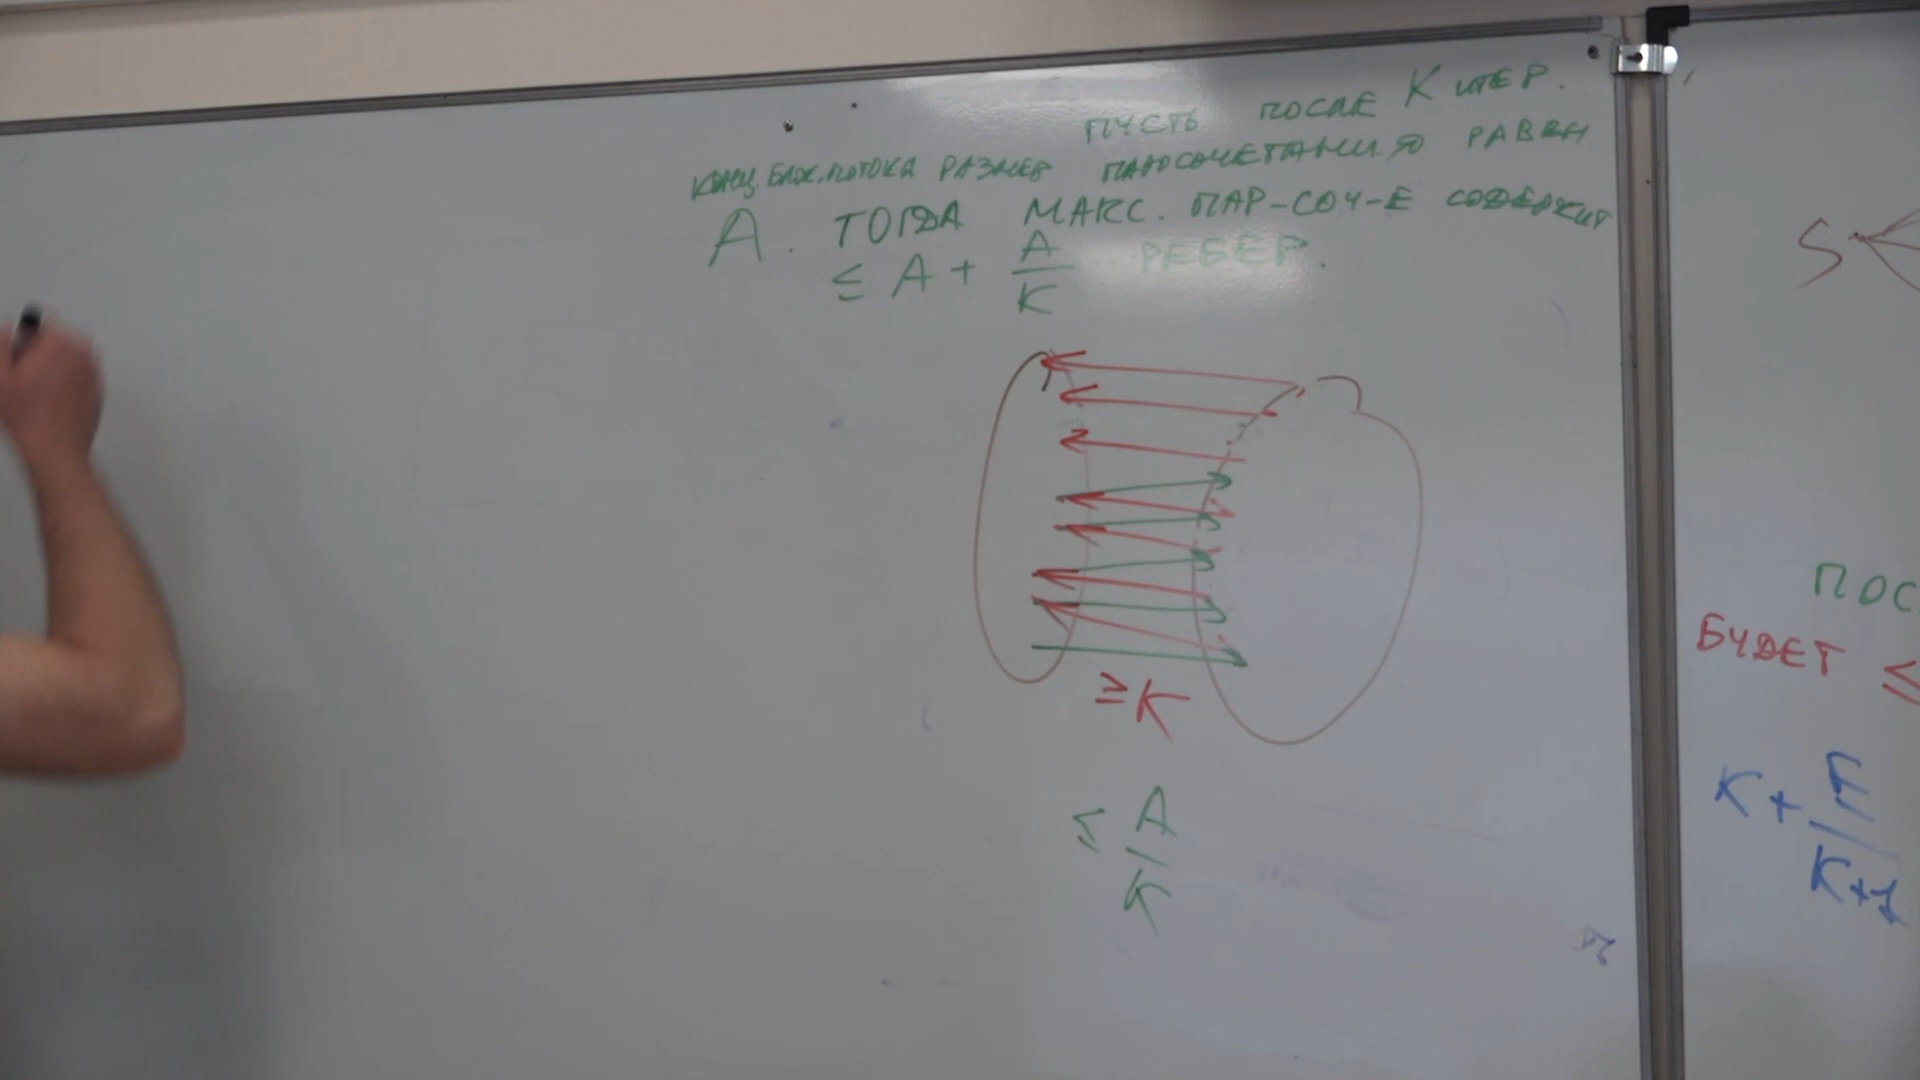 ПУСТЬ ПОСЛЕ К ИТЕР.
КОНЦ. БЛОК. ПОТОКА РАЗМЕР ПАРОСОЧЕТАНИЯ РАВЕН
А. ТОГДА МАКС. ПАР-СОЧ-Е СОДЕРЖИТ
≤ А + А/К РЕБЕР.
≥ К
≤ А/К
S
ПОС
БУДЕТ ≤
К +
К+1